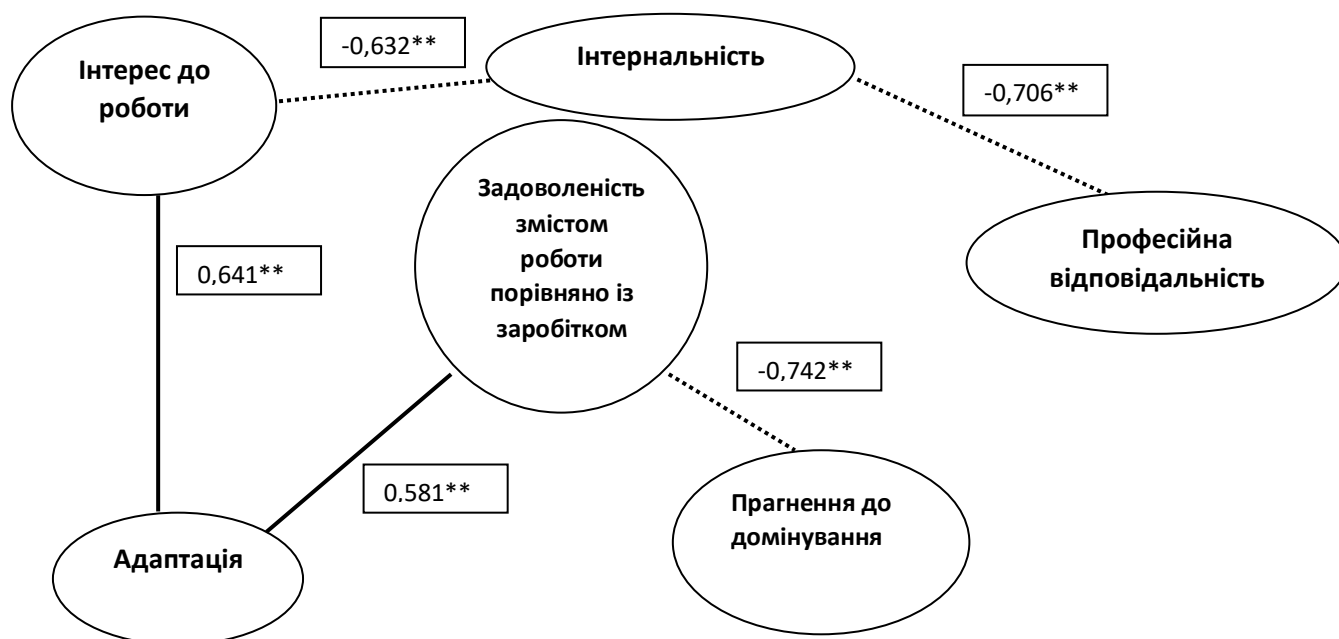 -0,632**
Інтерес до
роботи
Інтернальність
-0,706**
Задоволеність
змістом
роботи
порівняно із
заробітком
Професійна
відповідальність
0,641**
-0,742**
0,581**
Прагнення до
домінування
Адаптація